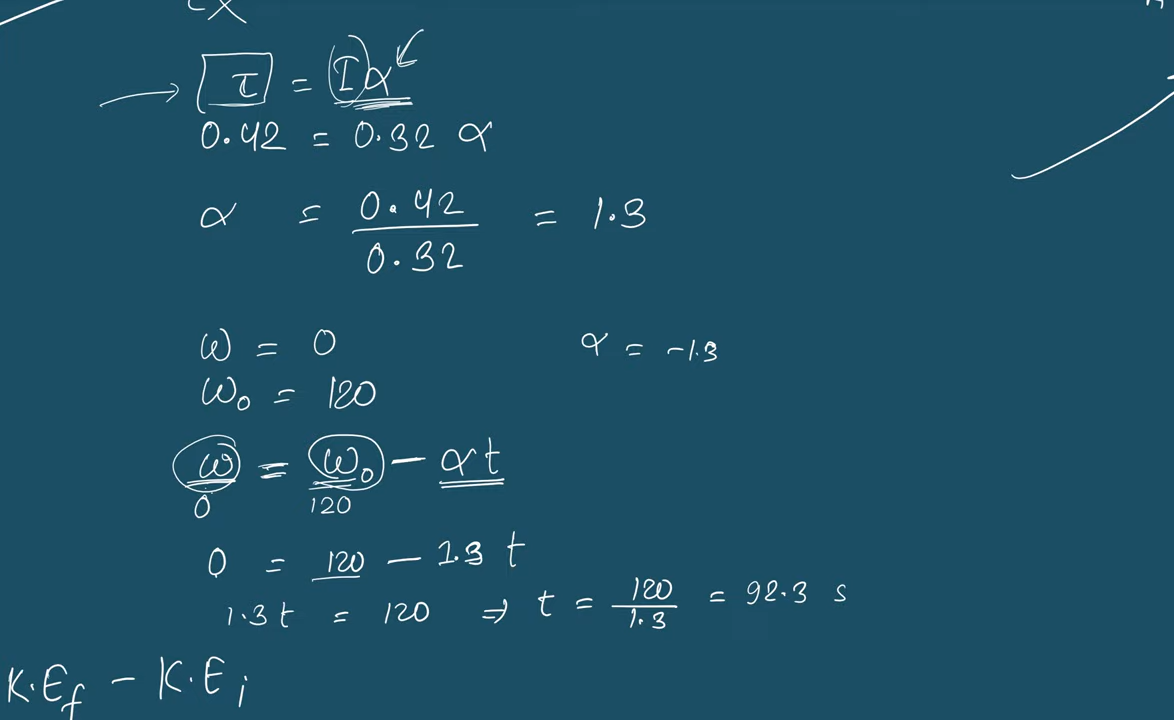 τ = Iα
0.42 = 0.32 α
α = 0.42 / 0.32 = 1.3
ω = 0 α = -1.3
ω₀ = 120
ω = ω₀ - αt
0 120
0 = 120 - 1.3 t
1.3t = 120 ⇒ t = 120 / 1.3 = 92.3 s
K.E_f - K.E_i